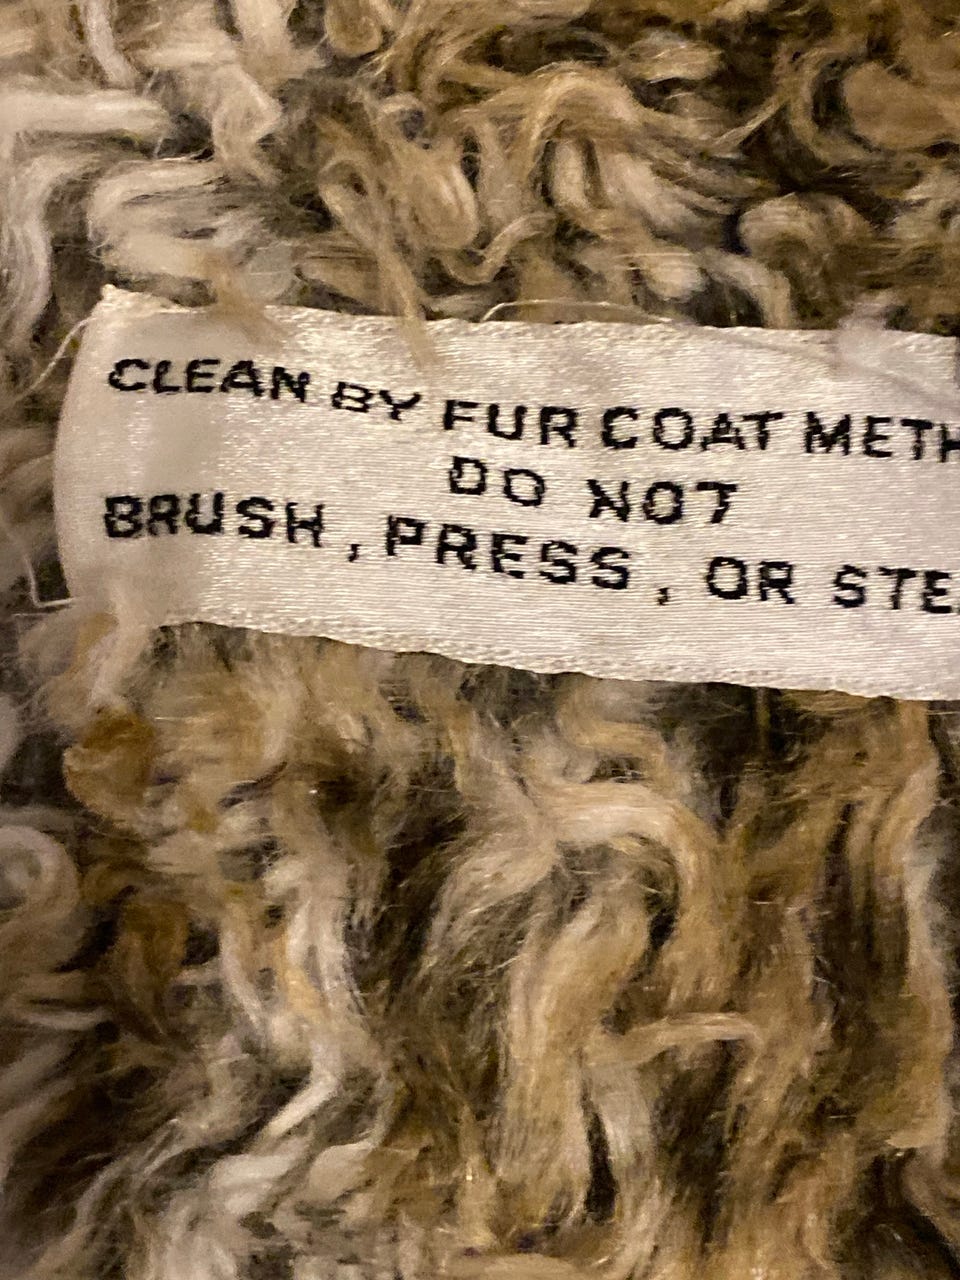 CLEAN BY FUR COAT METH
DO NOT
BRUSH, PRESS, OR STE